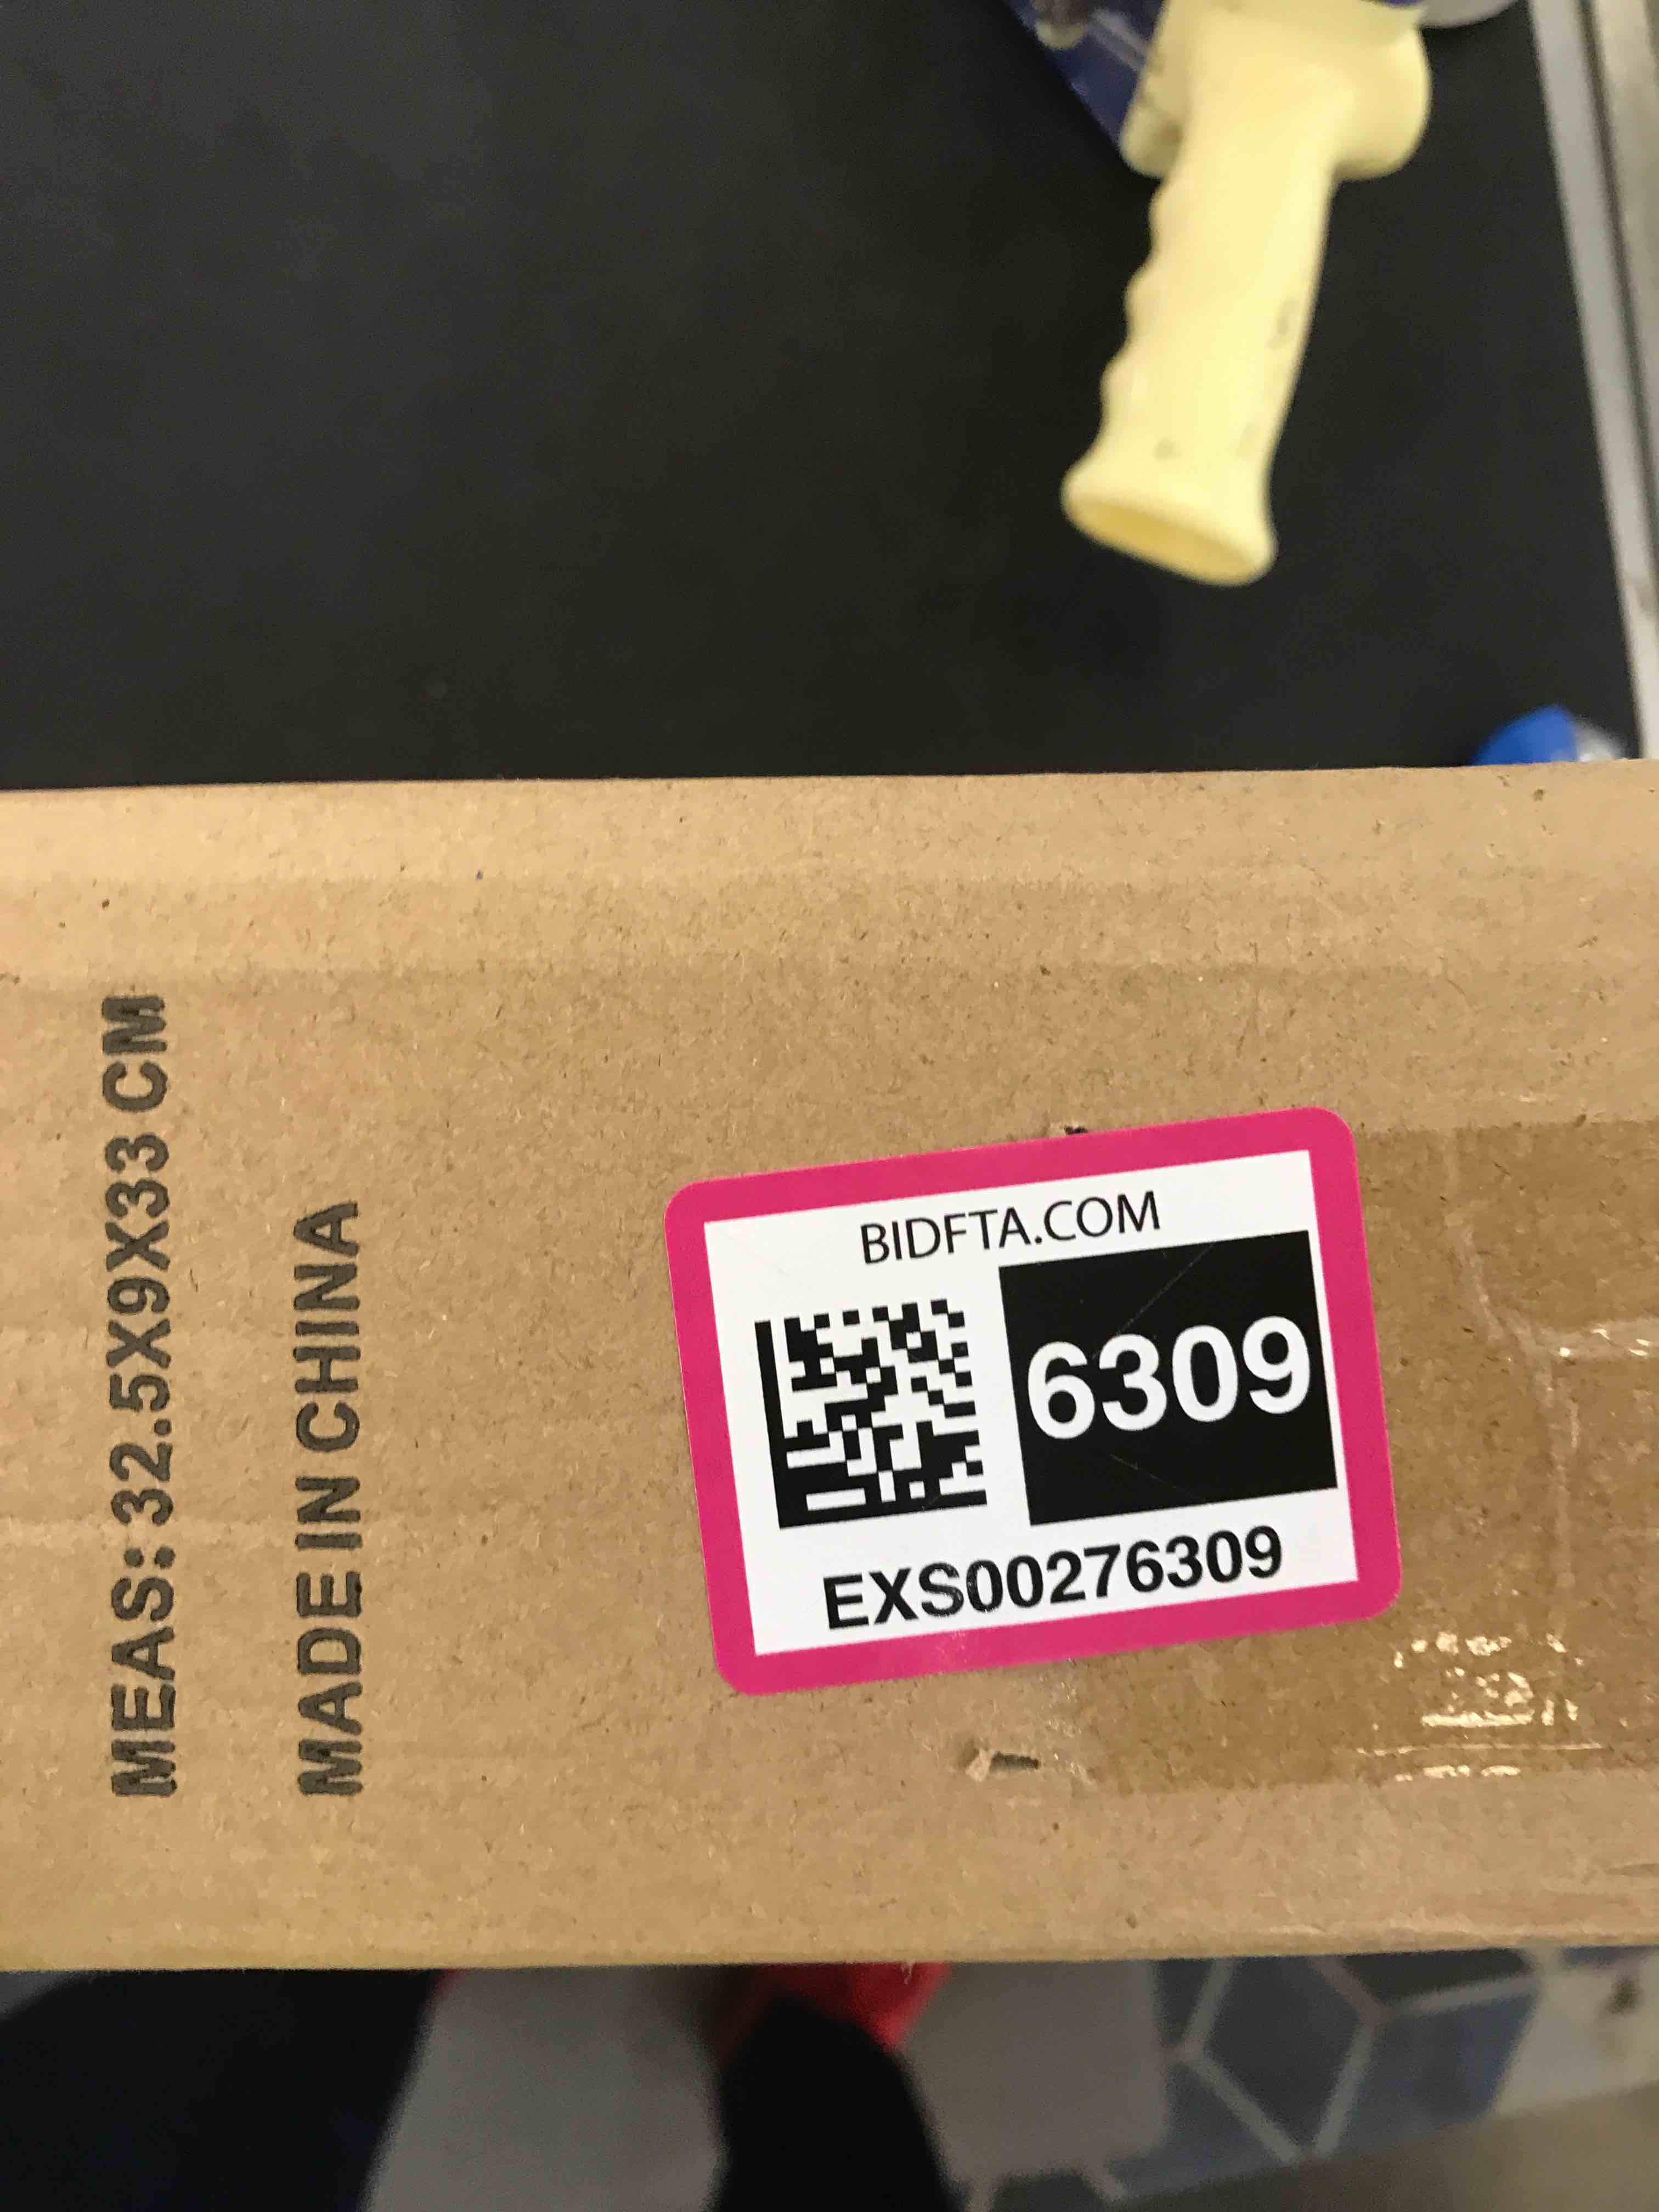 MEAS: 32.5X9X33 CM
MADE IN CHINA
BIDFTA.COM
6309
EXS00276309